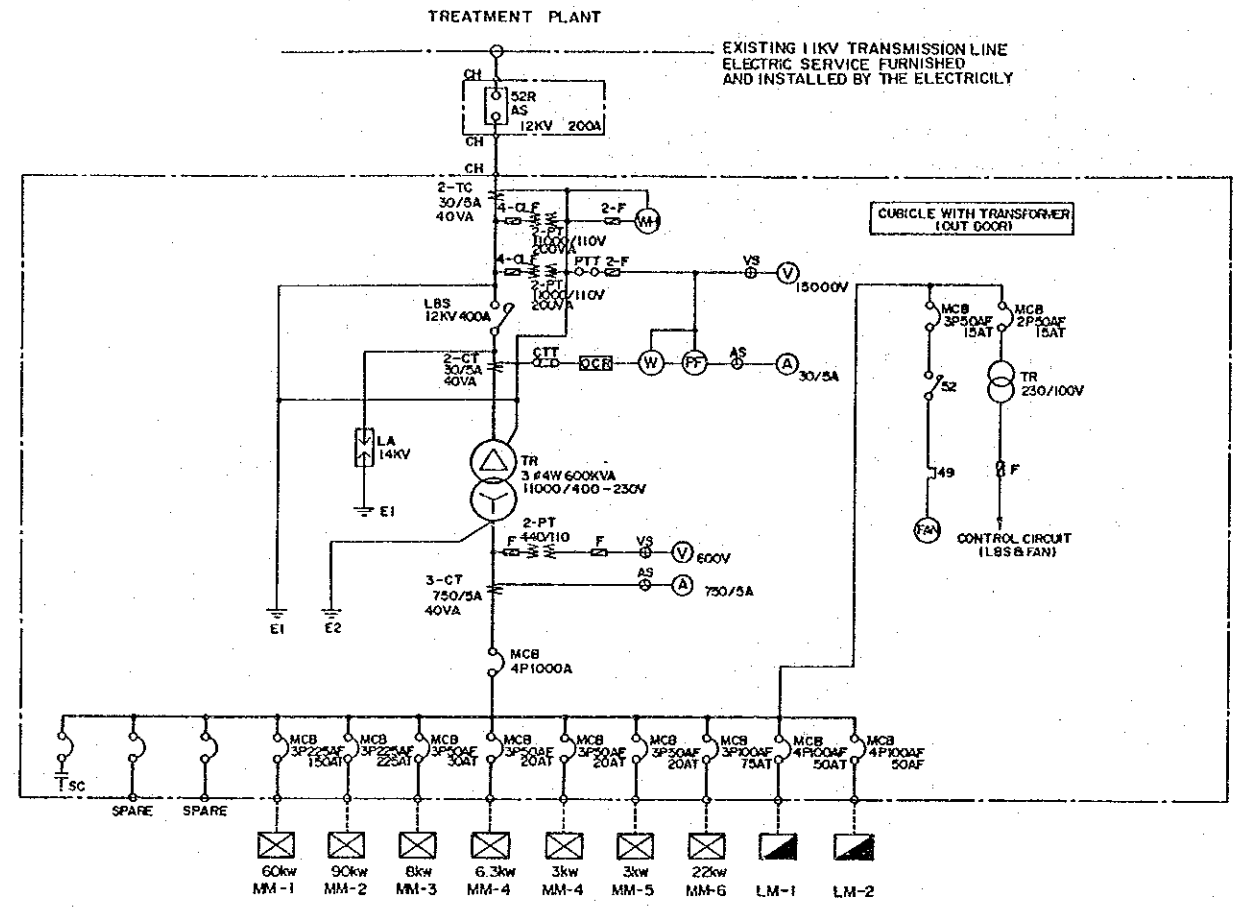 TREATMENT PLANT
EXISTING 11KV TRANSMISSION LINE
ELECTRIC SERVICE FURNISHED
AND INSTALLED BY THE ELECTRICILY
CH
52R
AS
12KV 200A
CH
CH
2-TC
30/5A
40VA
4-CLF
2-F
WH
2-PT
11000/110V
200VA
CUBICLE WITH TRANSFORMER
(OUT DOOR)
4-CLF
PTT
2-F
VS
V
15000V
2-PT
11000/110V
200VA
LBS
12KV 400A
MCB
3P50AF
15AT
MCB
2P50AF
15AT
2-CT
30/5A
40VA
CTT
OCR
W
PF
AS
A
30/5A
52
TR
230/100V
LA
14KV
E1
TR
3 ø4W 600KVA
11000/400-230V
49
F
FAN
CONTROL CIRCUIT
(LBS & FAN)
2-PT
440/110
F
F
VS
V
600V
3-CT
750/5A
40VA
AS
A
750/5A
E1
E2
MCB
4P1000A
MCB
3P225AF
150AT
MCB
3P225AF
225AT
MCB
3P50AF
30AT
MCB
3P50AF
20AT
MCB
3P50AF
20AT
MCB
3P50AF
20AT
MCB
3P100AF
75AT
MCB
4P100AF
50AT
MCB
4P100AF
50AF
SC
SPARE
SPARE
60kw
MM-1
90kw
MM-2
8kw
MM-3
6.3kw
MM-4
3kw
MM-4
3kw
MM-5
22kw
MM-6
LM-1
LM-2